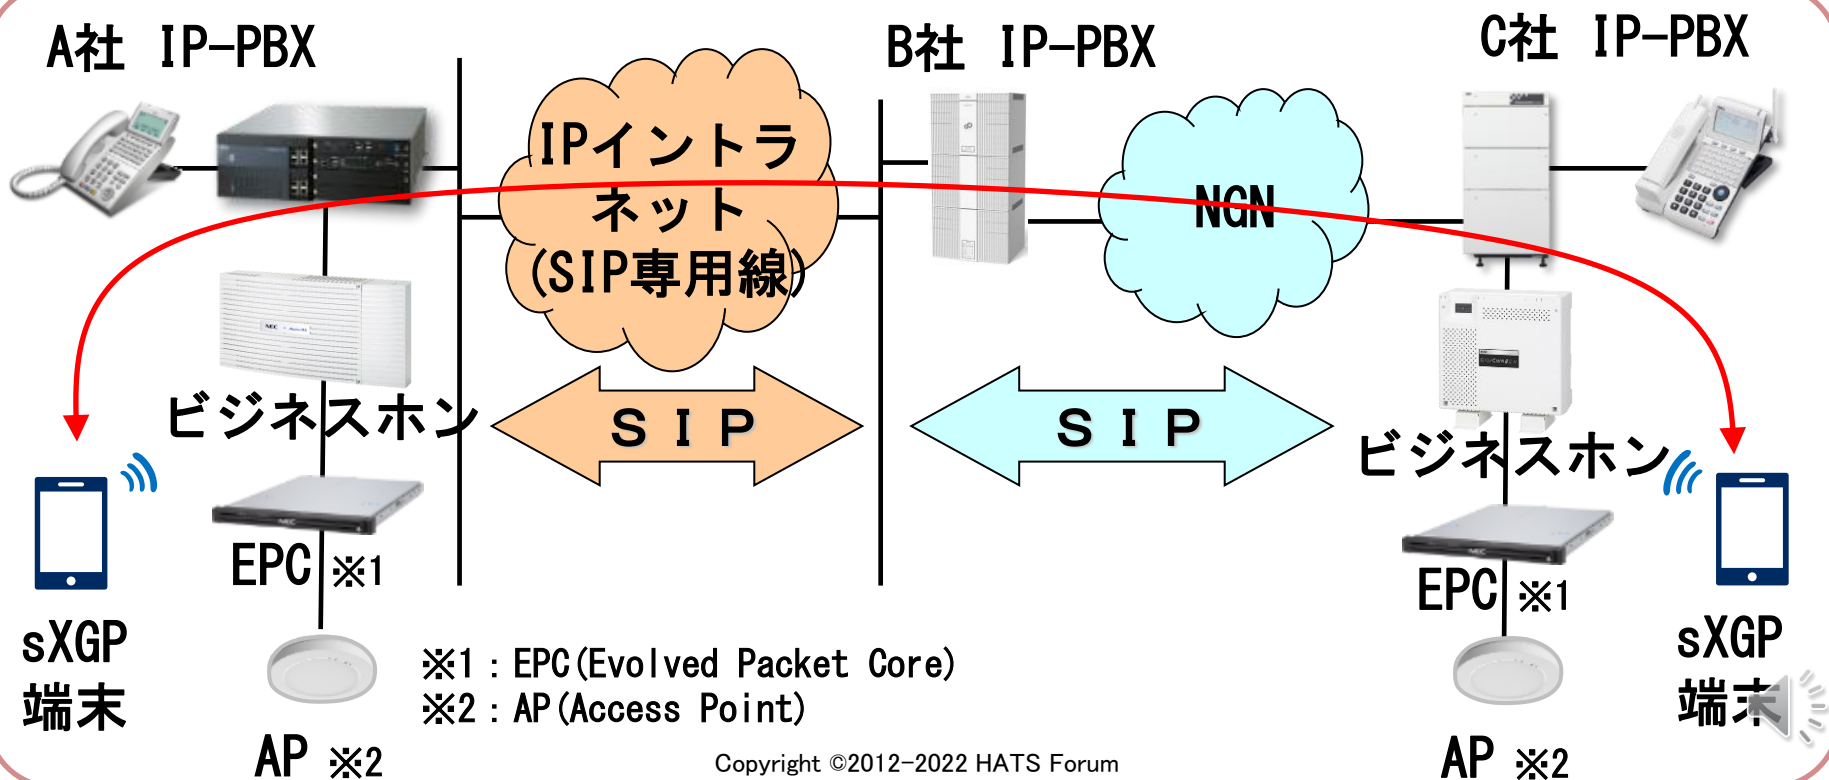 A社 IP-PBX
B社 IP-PBX
C社 IP-PBX
IPイントラ
ネット
(SIP専用線)
NGN
NEC
ビジネスホン
ＳＩＰ
ＳＩＰ
ビジネスホン
NEC
EPC ※1
NEC
EPC ※1
sXGP
端末
sXGP
端末
※1：EPC(Evolved Packet Core)
※2：AP(Access Point)
AP ※2
AP ※2
Copyright ©2012-2022 HATS Forum